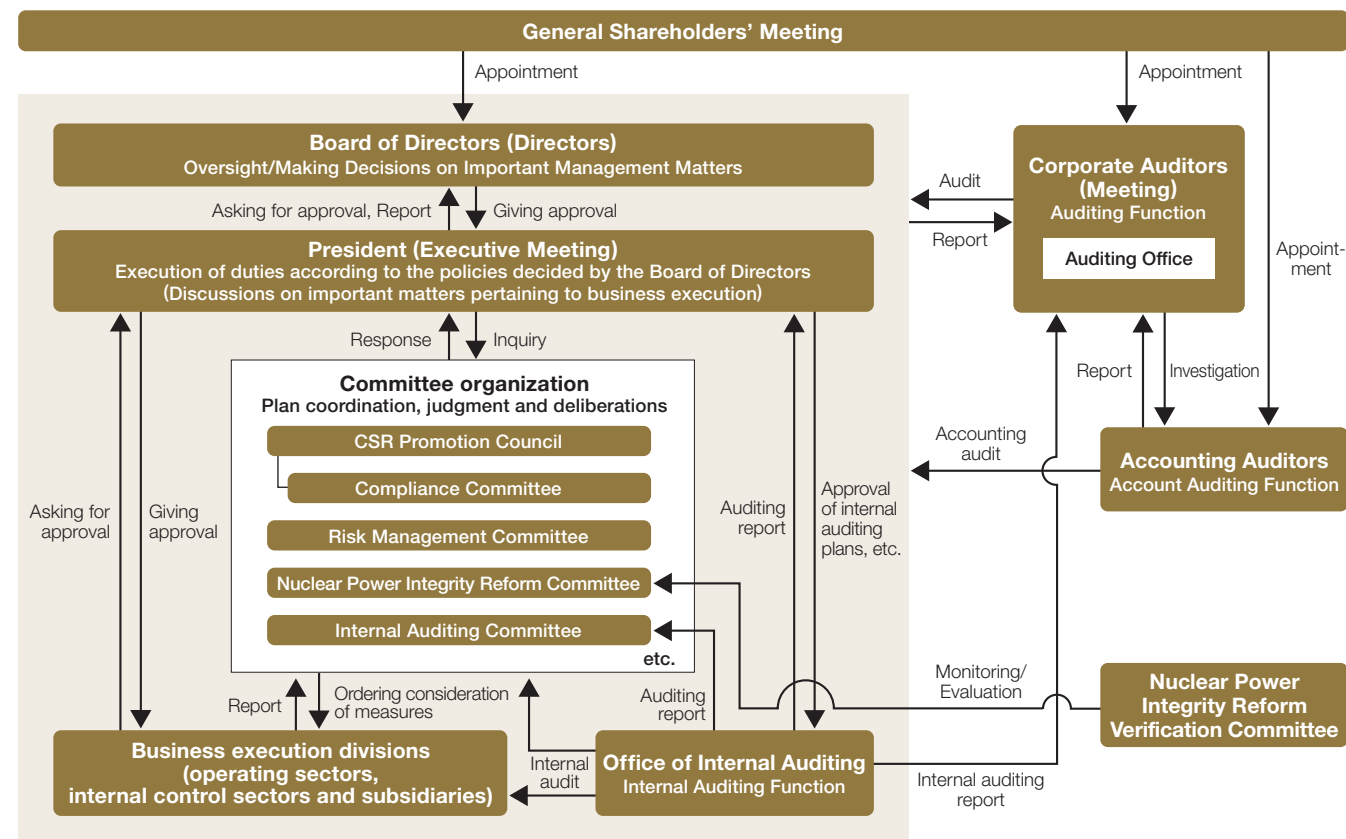 General Shareholders' Meeting
Appointment
Appointment
Appoint-
ment
Board of Directors (Directors)
Oversight/Making Decisions on Important Management Matters
Corporate Auditors
(Meeting)
Auditing Function
Auditing Office
Audit
Report
Asking for approval, Report
Giving approval
President (Executive Meeting)
Execution of duties according to the policies decided by the Board of Directors
(Discussions on important matters pertaining to business execution)
Response
Inquiry
Report
Investigation
Committee organization
Plan coordination, judgment and deliberations
CSR Promotion Council
Compliance Committee
Risk Management Committee
Nuclear Power Integrity Reform Committee
Internal Auditing Committee
etc.
Asking for
approval
Giving
approval
Auditing
report
Approval
of internal
auditing
plans, etc.
Accounting
audit
Accounting Auditors
Account Auditing Function
Report
Ordering consideration
of measures
Auditing
report
Monitoring/
Evaluation
Nuclear Power
Integrity Reform
Verification Committee
Business execution divisions
(operating sectors,
internal control sectors and subsidiaries)
Internal
audit
Office of Internal Auditing
Internal Auditing Function
Internal auditing
report